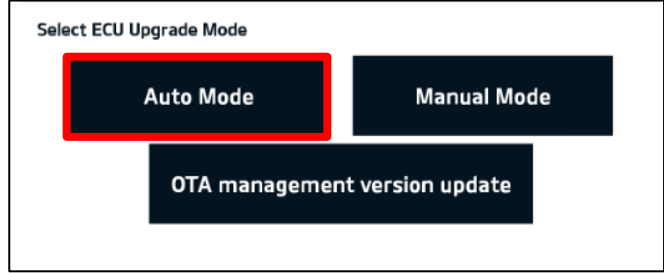 Select ECU Upgrade Mode
Auto Mode
Manual Mode
OTA management version update